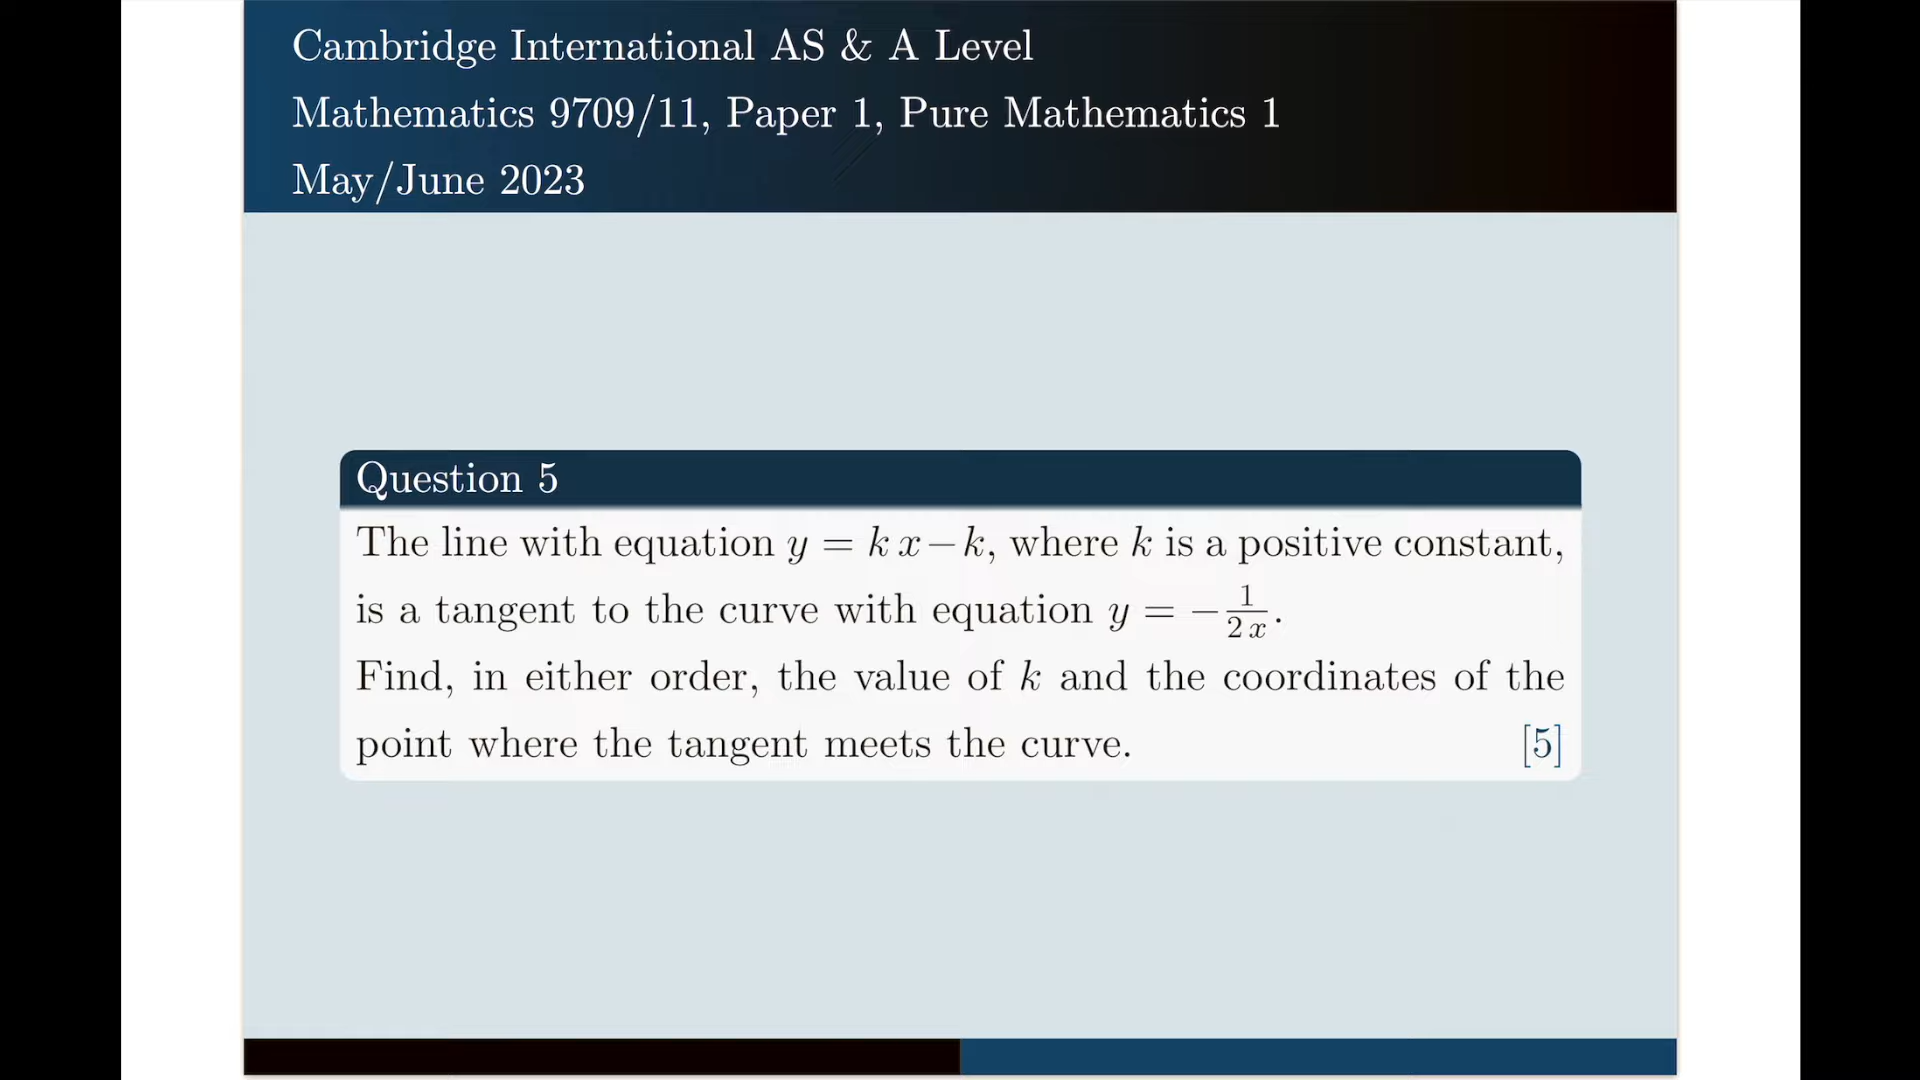 Cambridge International AS & A Level
Mathematics 9709/11, Paper 1, Pure Mathematics 1
May/June 2023
Question 5
The line with equation y = k x − k, where k is a positive constant,
is a tangent to the curve with equation y = −\frac{1}{2 x}.
Find, in either order, the value of k and the coordinates of the
point where the tangent meets the curve. [5]